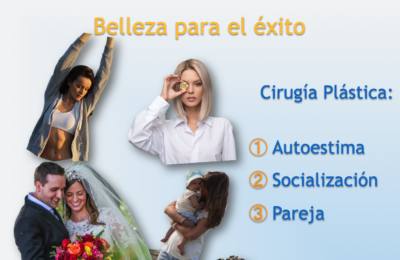 Belleza para el éxito
Cirugía Plástica:
① Autoestima
② Socialización
③ Pareja